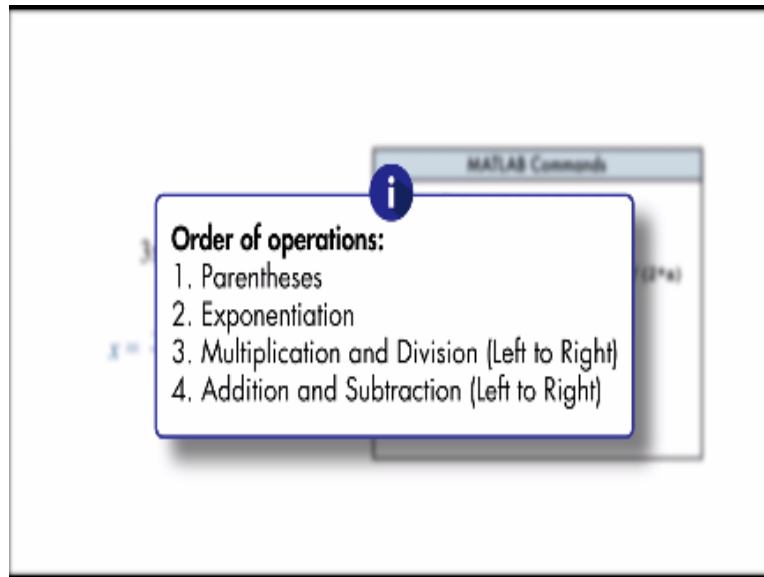 MATLAB Commands
i
Order of operations:
1. Parentheses
2. Exponentiation
3. Multiplication and Division (Left to Right)
4. Addition and Subtraction (Left to Right)
(2*a)
x =